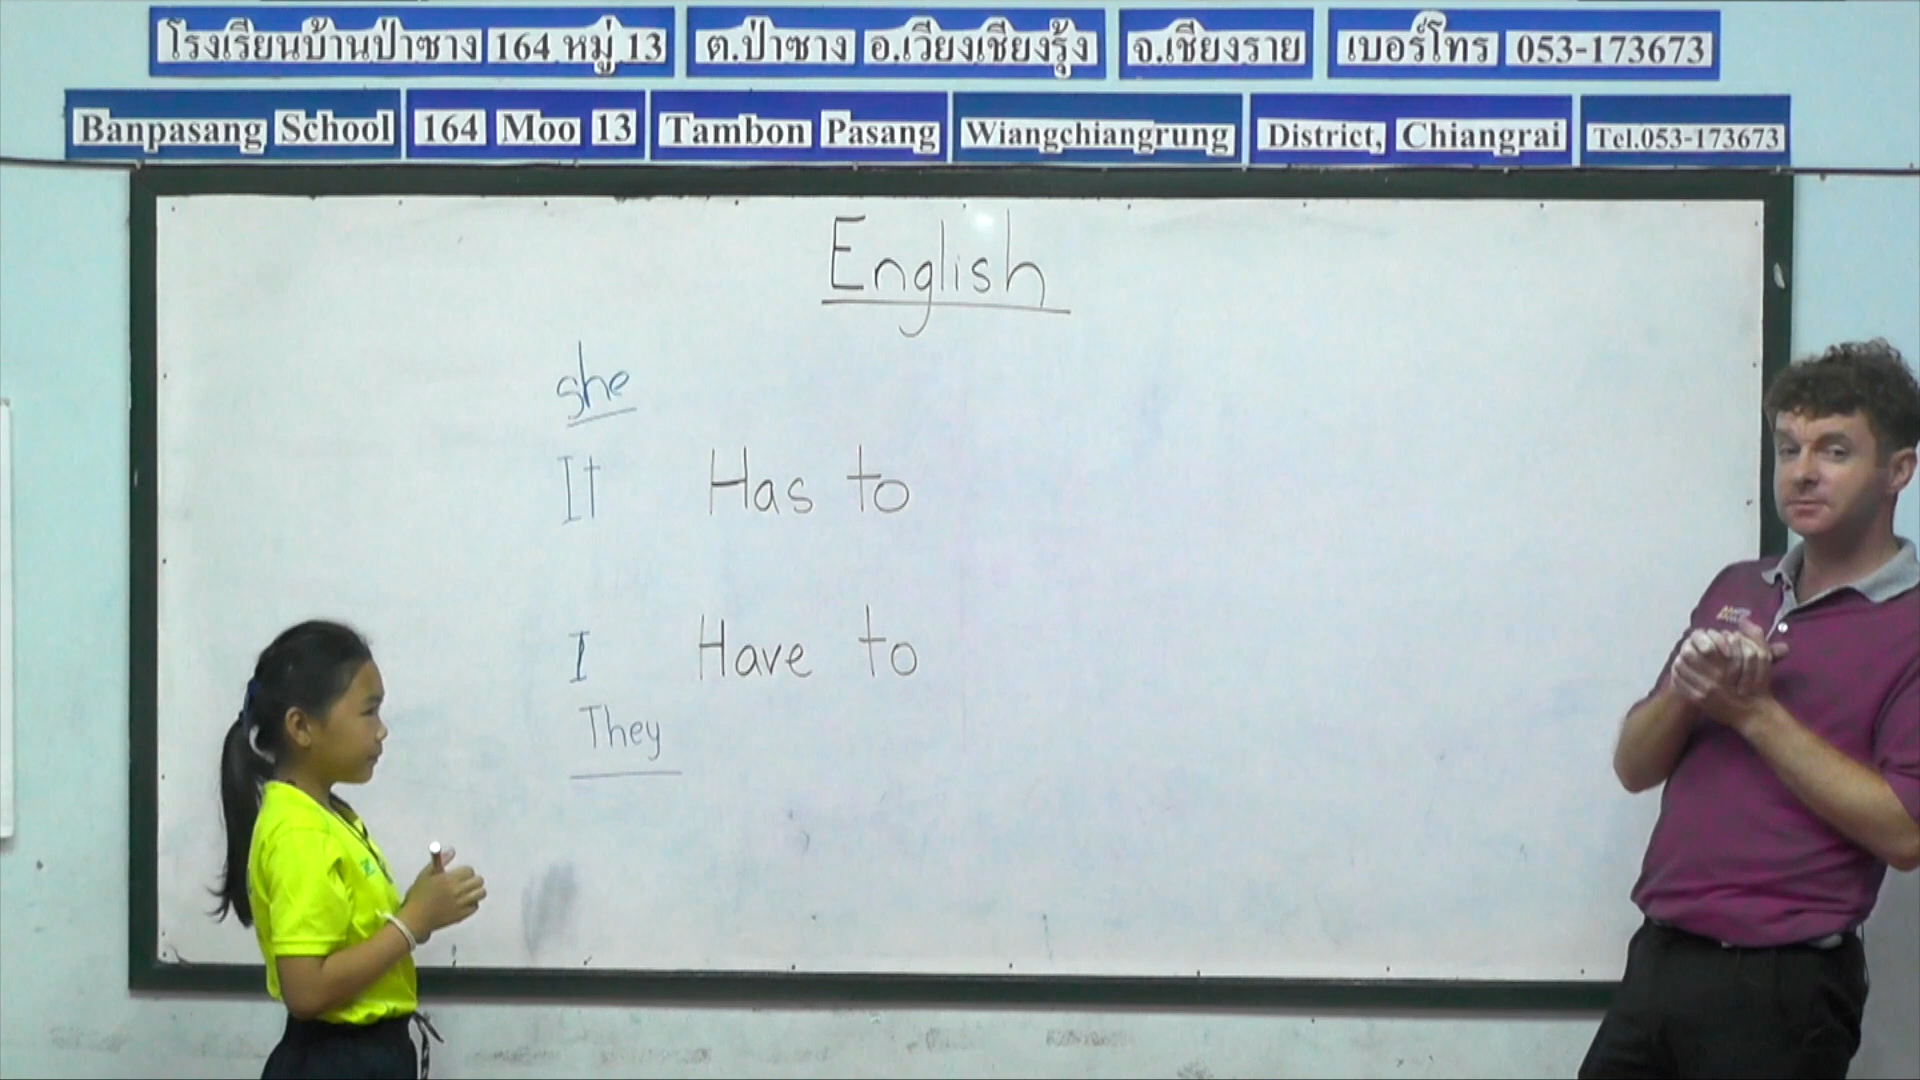 โรงเรียนบ้านป่าซาง 164 หมู่ 13 ต.ป่าซาง อ.เวียงเชียงรุ้ง จ.เชียงราย เบอร์โทร 053-173673
Banpasang School 164 Moo 13 Tambon Pasang Wiangchiangrung District, Chiangrai Tel.053-173673
English
she
It Has to
I Have to
They